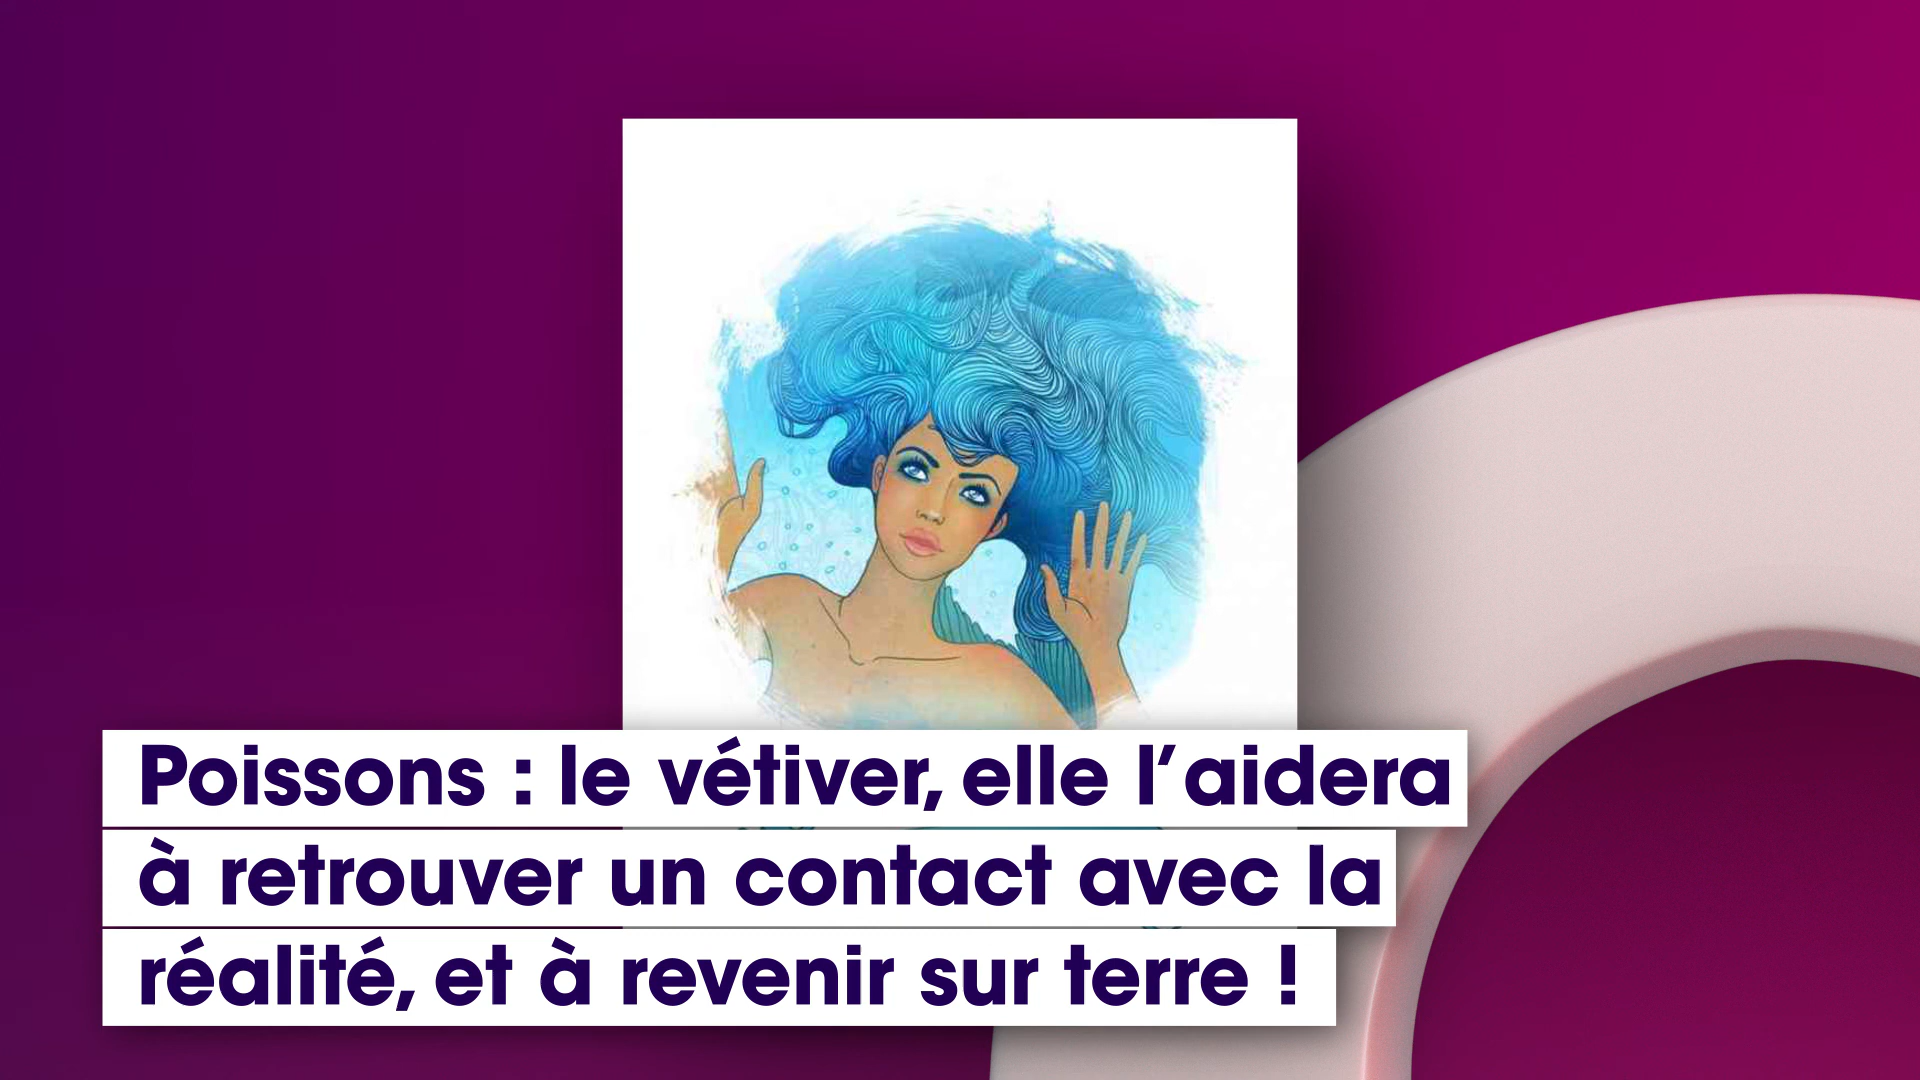 Poissons : le vétiver, elle l’aidera
à retrouver un contact avec la
réalité, et à revenir sur terre !